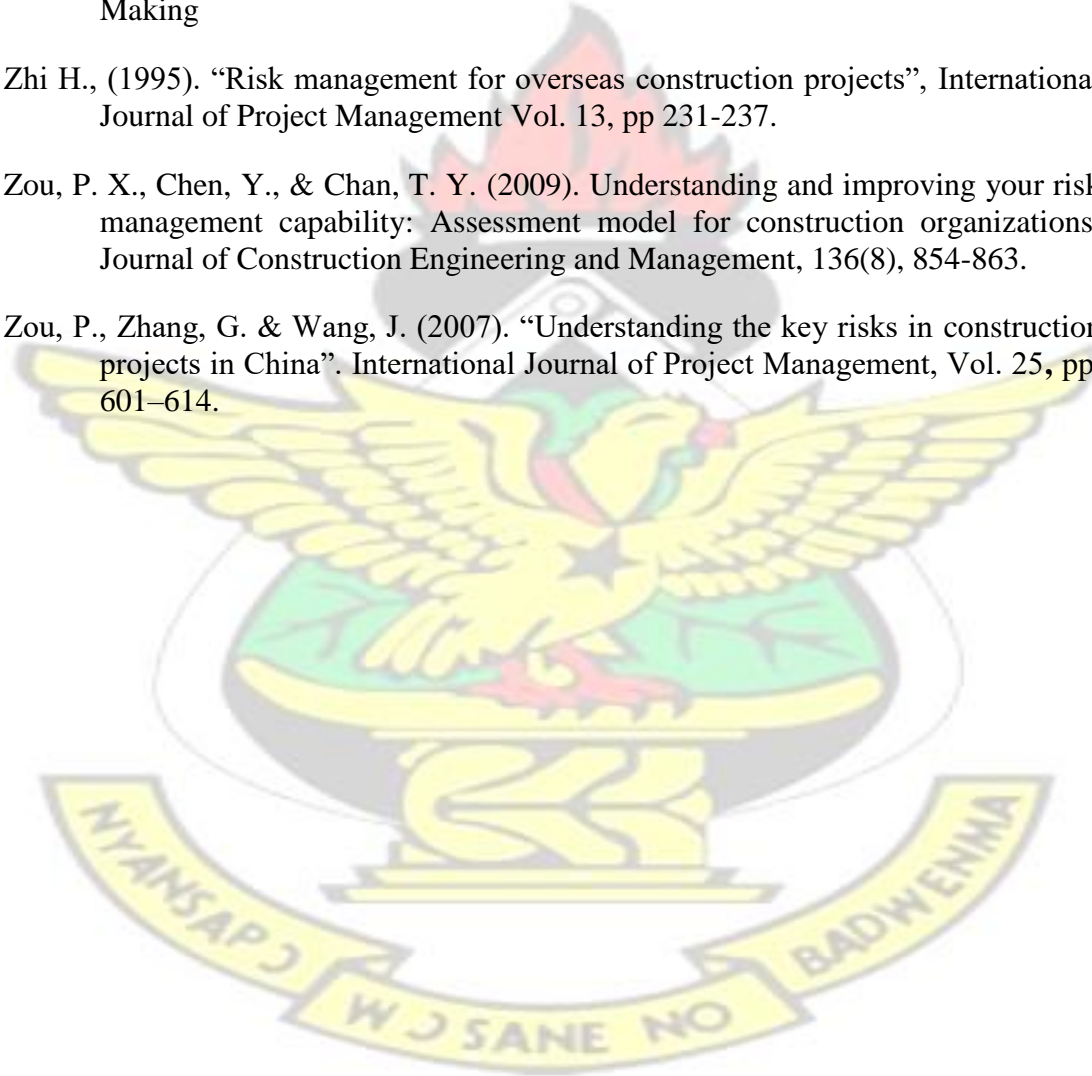 Making
Zhi H., (1995). “Risk management for overseas construction projects”, Internationa
Journal of Project Management Vol. 13, pp 231-237.
Zou, P. X., Chen, Y., & Chan, T. Y. (2009). Understanding and improving your risk
management capability: Assessment model for construction organizations.
Journal of Construction Engineering and Management, 136(8), 854-863.
Zou, P., Zhang, G. & Wang, J. (2007). “Understanding the key risks in construction
projects in China”. International Journal of Project Management, Vol. 25, pp
601–614.
NYANSAPƆ WƆSANE NO BADWENMA